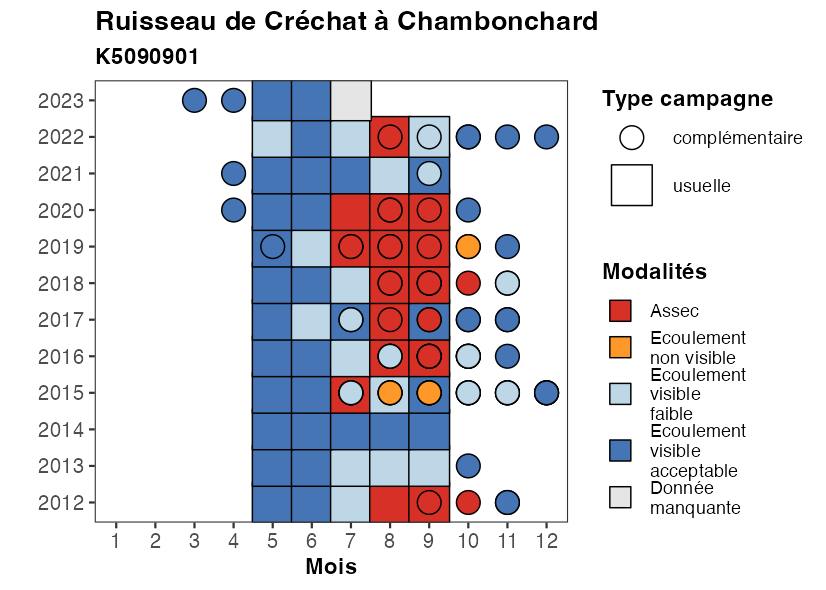 Ruisseau de Créchat à Chambonchard
K5090901
2023
2022
2021
2020
2019
2018
2017
2016
2015
2014
2013
2012
1 2 3 4 5 6 7 8 9 10 11 12
Mois
Type campagne
complémentaire
usuelle
Modalités
Assec
Ecoulement
non visible
Ecoulement
visible
faible
Ecoulement
visible
acceptable
Donnée
manquante